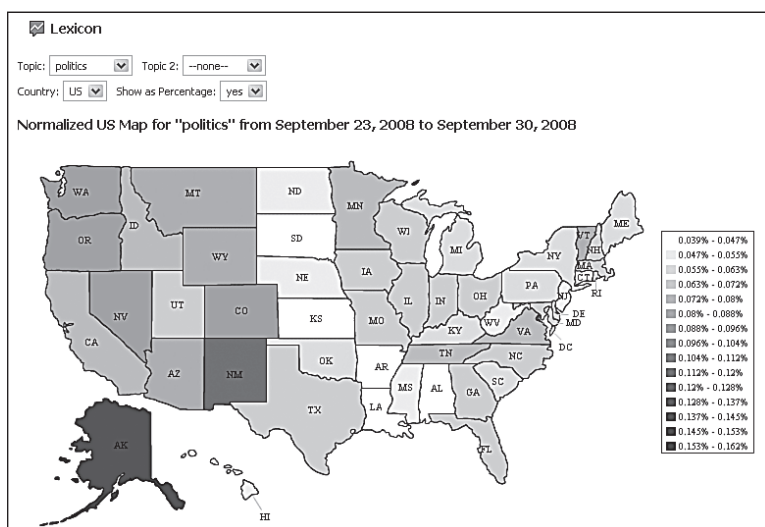 Lexicon
Topic: politics Topic 2: --none--
Country: US Show as Percentage: yes
Normalized US Map for "politics" from September 23, 2008 to September 30, 2008
WA
MT
ND
MN
ME
OR
ID
SD
WI
MI
NY
VT
NH
MA
CT
RI
WY
NE
IA
PA
NJ
NV
UT
CO
KS
MO
IL
IN
OH
WV
VA
DE
MD
DC
CA
AZ
NM
OK
AR
KY
TN
NC
TX
LA
MS
AL
GA
SC
FL
AK
HI
0.039% - 0.047%
0.047% - 0.055%
0.055% - 0.063%
0.063% - 0.072%
0.072% - 0.08%
0.08% - 0.088%
0.088% - 0.096%
0.096% - 0.104%
0.104% - 0.112%
0.112% - 0.12%
0.12% - 0.128%
0.128% - 0.137%
0.137% - 0.145%
0.145% - 0.153%
0.153% - 0.162%